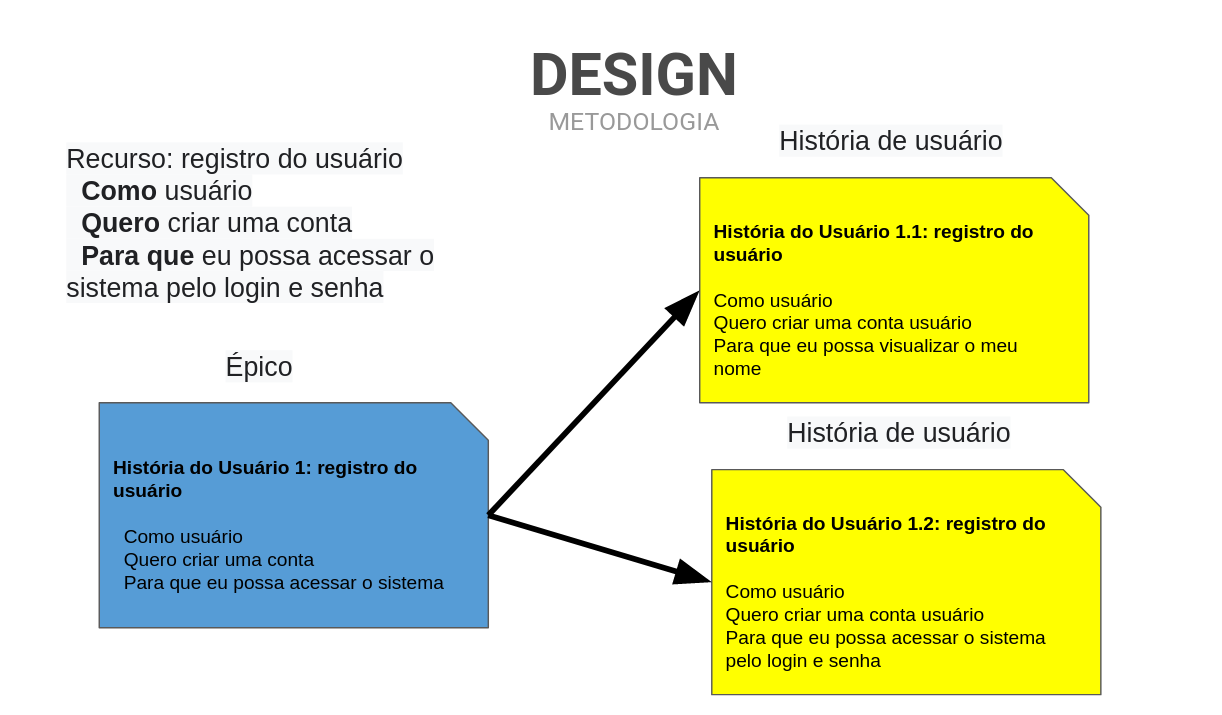 DESIGN
METODOLOGIA
Recurso: registro do usuário
Como usuário
Quero criar uma conta
Para que eu possa acessar o
sistema pelo login e senha
Épico
História do Usuário 1: registro do
usuário
Como usuário
Quero criar uma conta
Para que eu possa acessar o sistema
História de usuário
História do Usuário 1.1: registro do
usuário
Como usuário
Quero criar uma conta usuário
Para que eu possa visualizar o meu
nome
História de usuário
História do Usuário 1.2: registro do
usuário
Como usuário
Quero criar uma conta usuário
Para que eu possa acessar o sistema
pelo login e senha